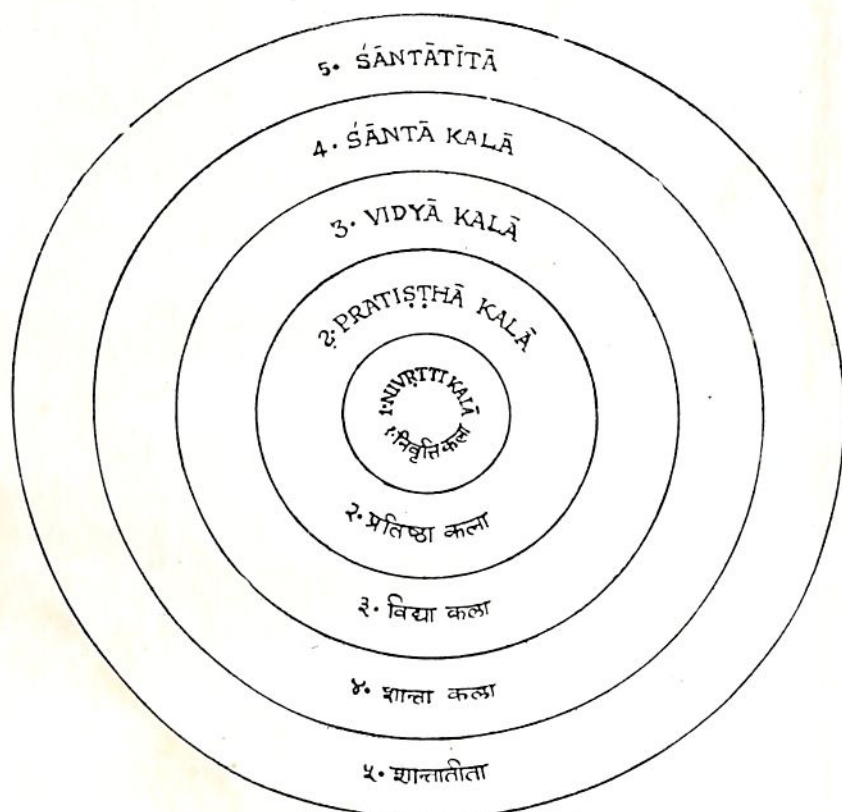 5. ŚĀNTĀTĪTĀ
4. ŚĀNTĀ KALĀ
3. VIDYĀ KALĀ
2. PRATIṢṬHĀ KALĀ
1. NIVṚTTI KALĀ
१. निवृत्ति कला
२. प्रतिष्ठा कला
३. विद्या कला
४. शान्ता कला
५. शान्तातीता